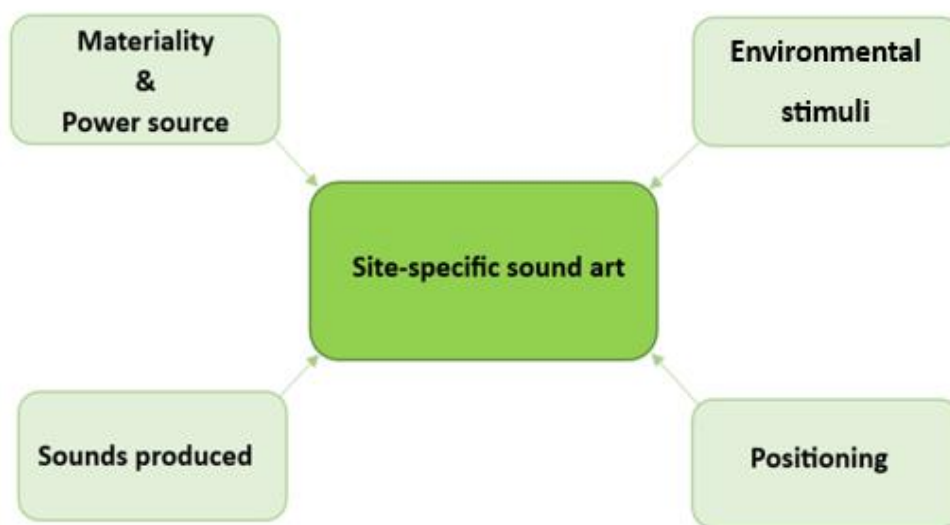 Materiality
&
Power source
Environmental
stimuli
Site-specific sound art
Sounds produced
Positioning